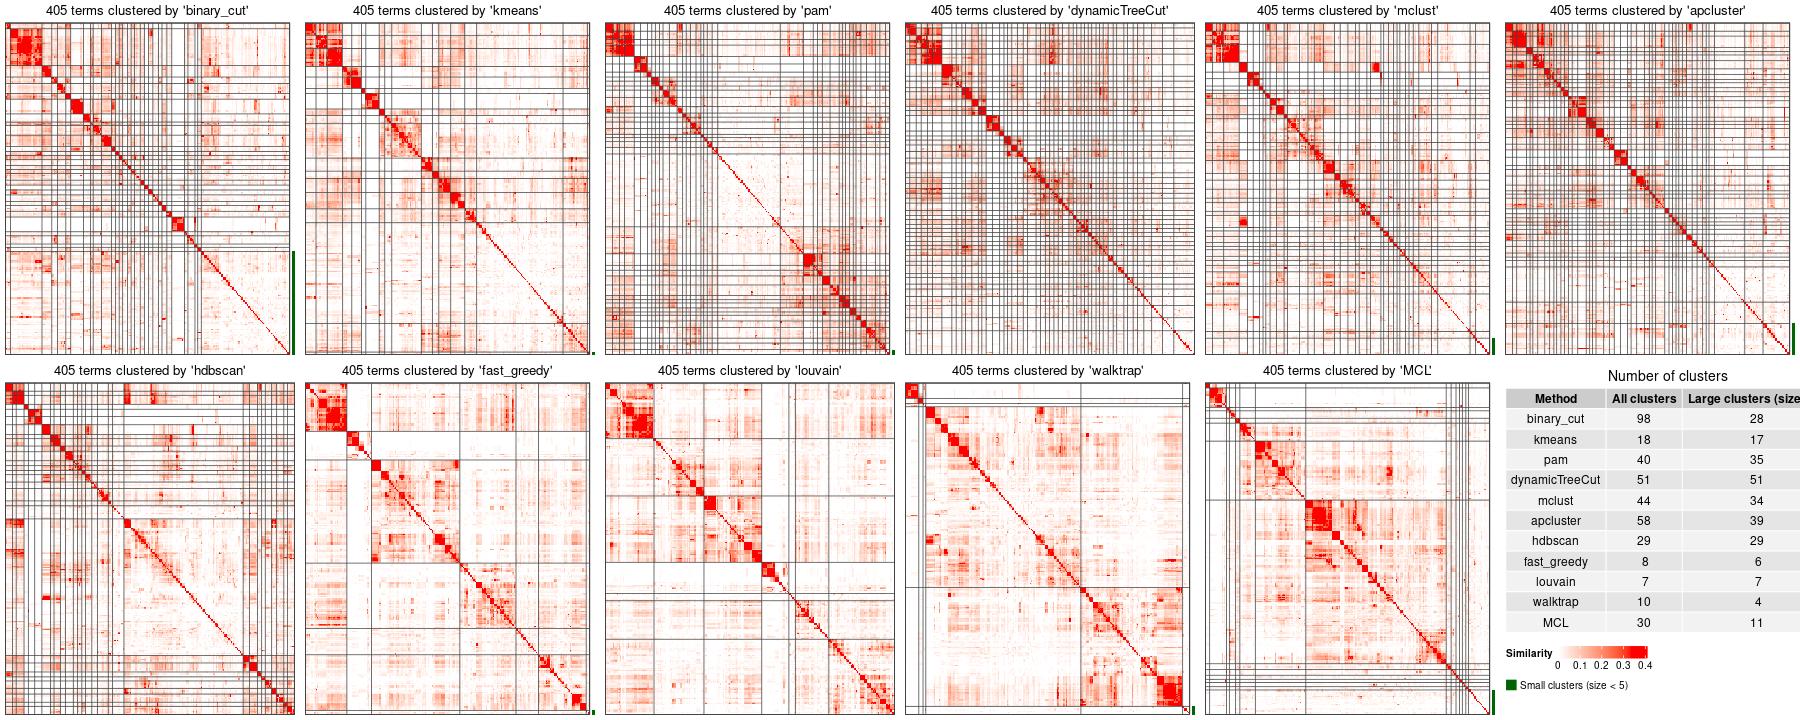 405 terms clustered by 'binary_cut'
405 terms clustered by 'kmeans'
405 terms clustered by 'pam'
405 terms clustered by 'dynamicTreeCut'
405 terms clustered by 'mclust'
405 terms clustered by 'apcluster'
405 terms clustered by 'hdbscan'
405 terms clustered by 'fast_greedy'
405 terms clustered by 'louvain'
405 terms clustered by 'walktrap'
405 terms clustered by 'MCL'
Number of clusters
Method All clusters Large clusters (size
binary_cut 98 28
kmeans 18 17
pam 40 35
dynamicTreeCut 51 51
mclust 44 34
apcluster 58 39
hdbscan 29 29
fast_greedy 8 6
louvain 7 7
walktrap 10 4
MCL 30 11
Similarity
0 0.1 0.2 0.3 0.4
Small clusters (size < 5)